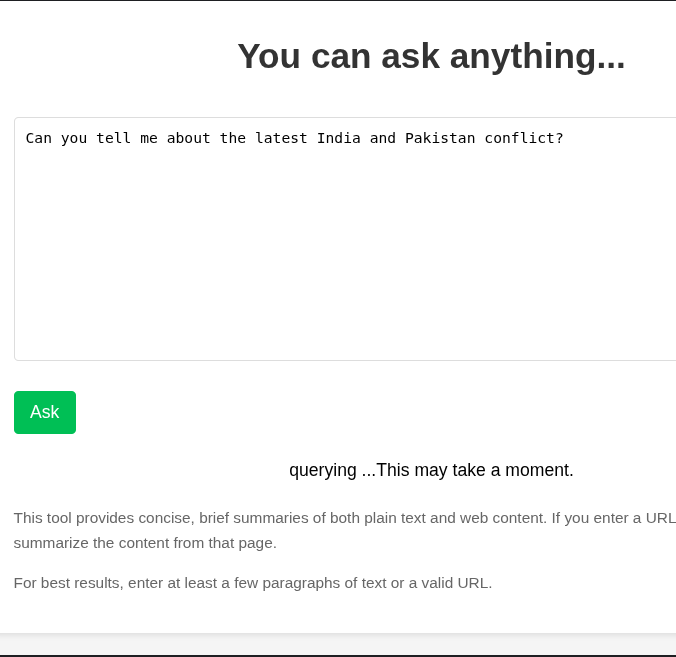 You can ask anything...
Can you tell me about the latest India and Pakistan conflict?
Ask
querying ...This may take a moment.
This tool provides concise, brief summaries of both plain text and web content. If you enter a URL
summarize the content from that page.
For best results, enter at least a few paragraphs of text or a valid URL.